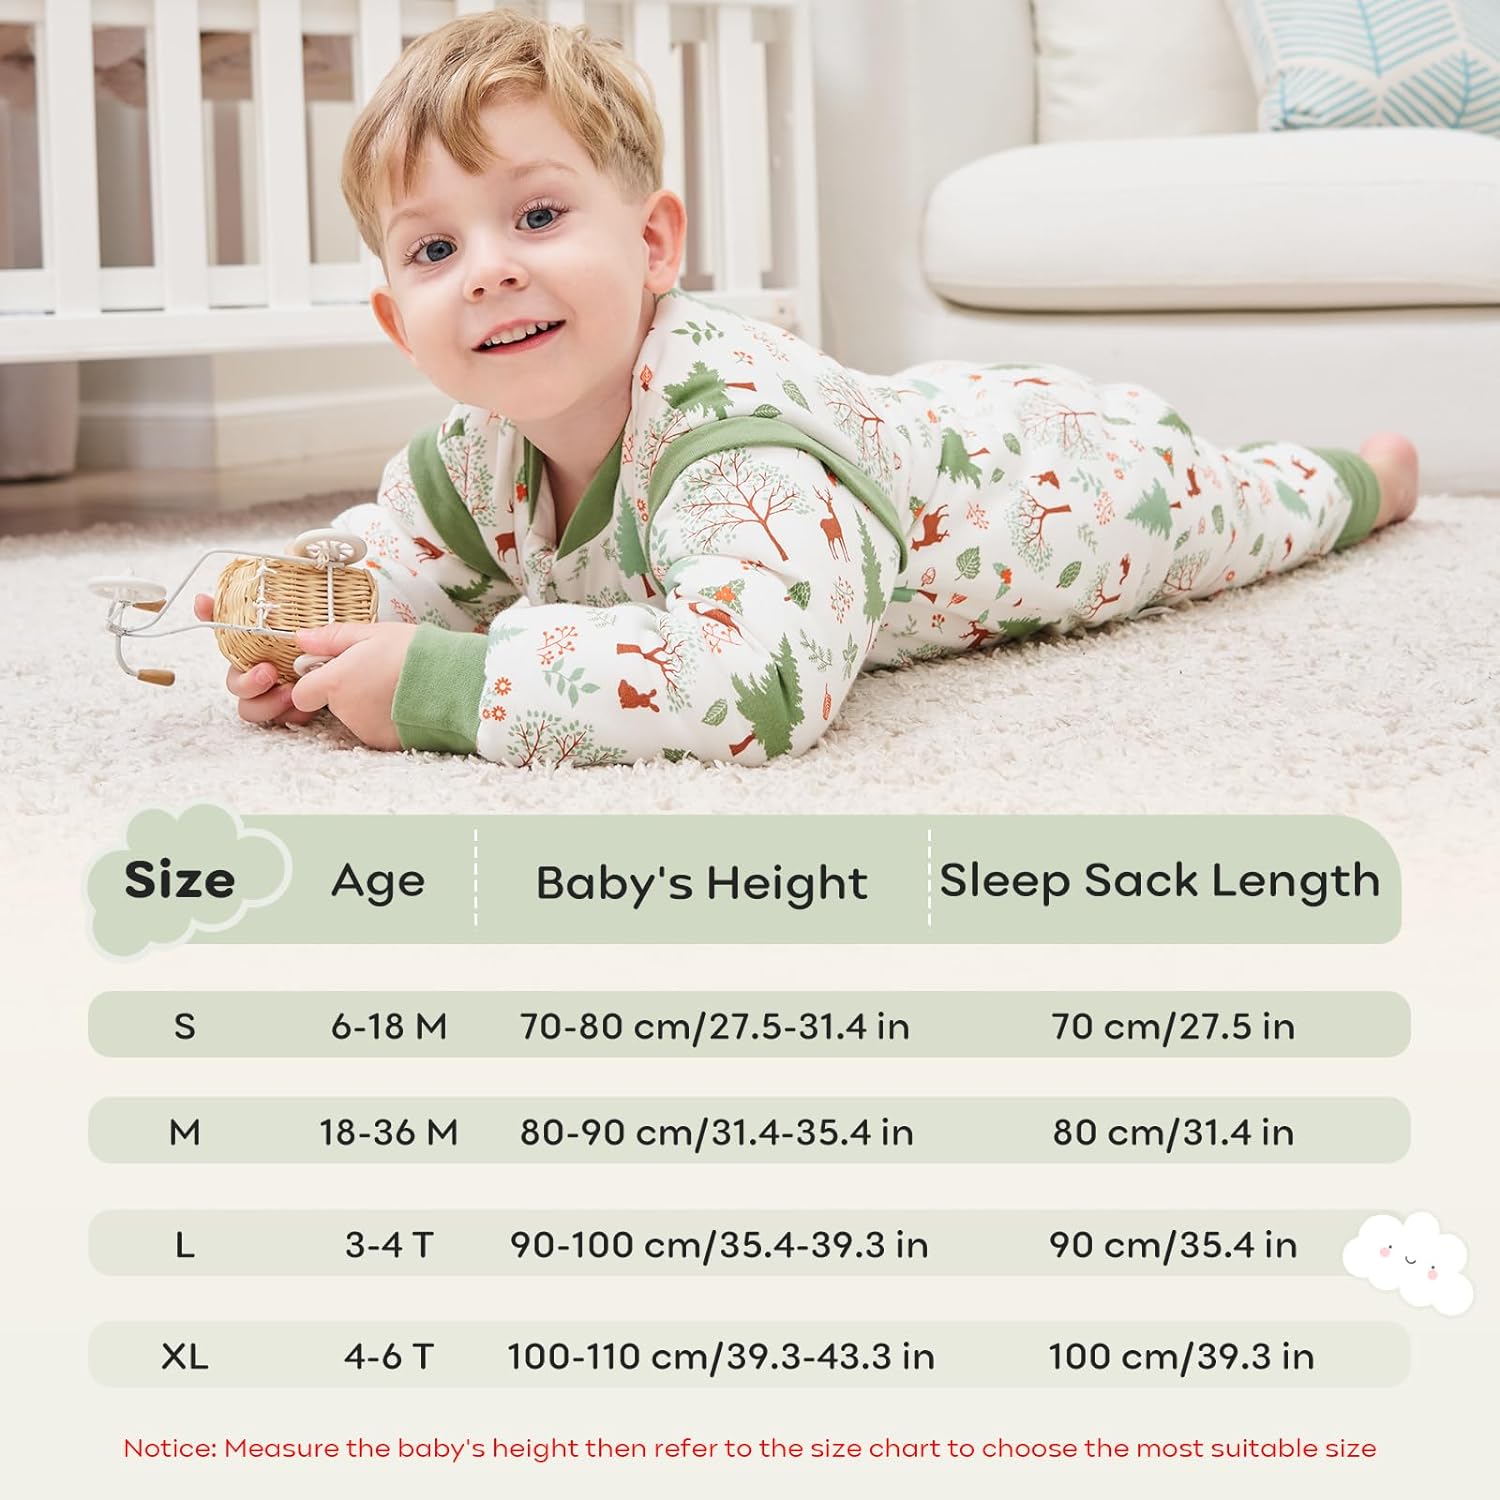 Size Age Baby's Height Sleep Sack Length
S 6-18 M 70-80 cm/27.5-31.4 in 70 cm/27.5 in
M 18-36 M 80-90 cm/31.4-35.4 in 80 cm/31.4 in
L 3-4 T 90-100 cm/35.4-39.3 in 90 cm/35.4 in
XL 4-6 T 100-110 cm/39.3-43.3 in 100 cm/39.3 in
Notice: Measure the baby's height then refer to the size chart to choose the most suitable size